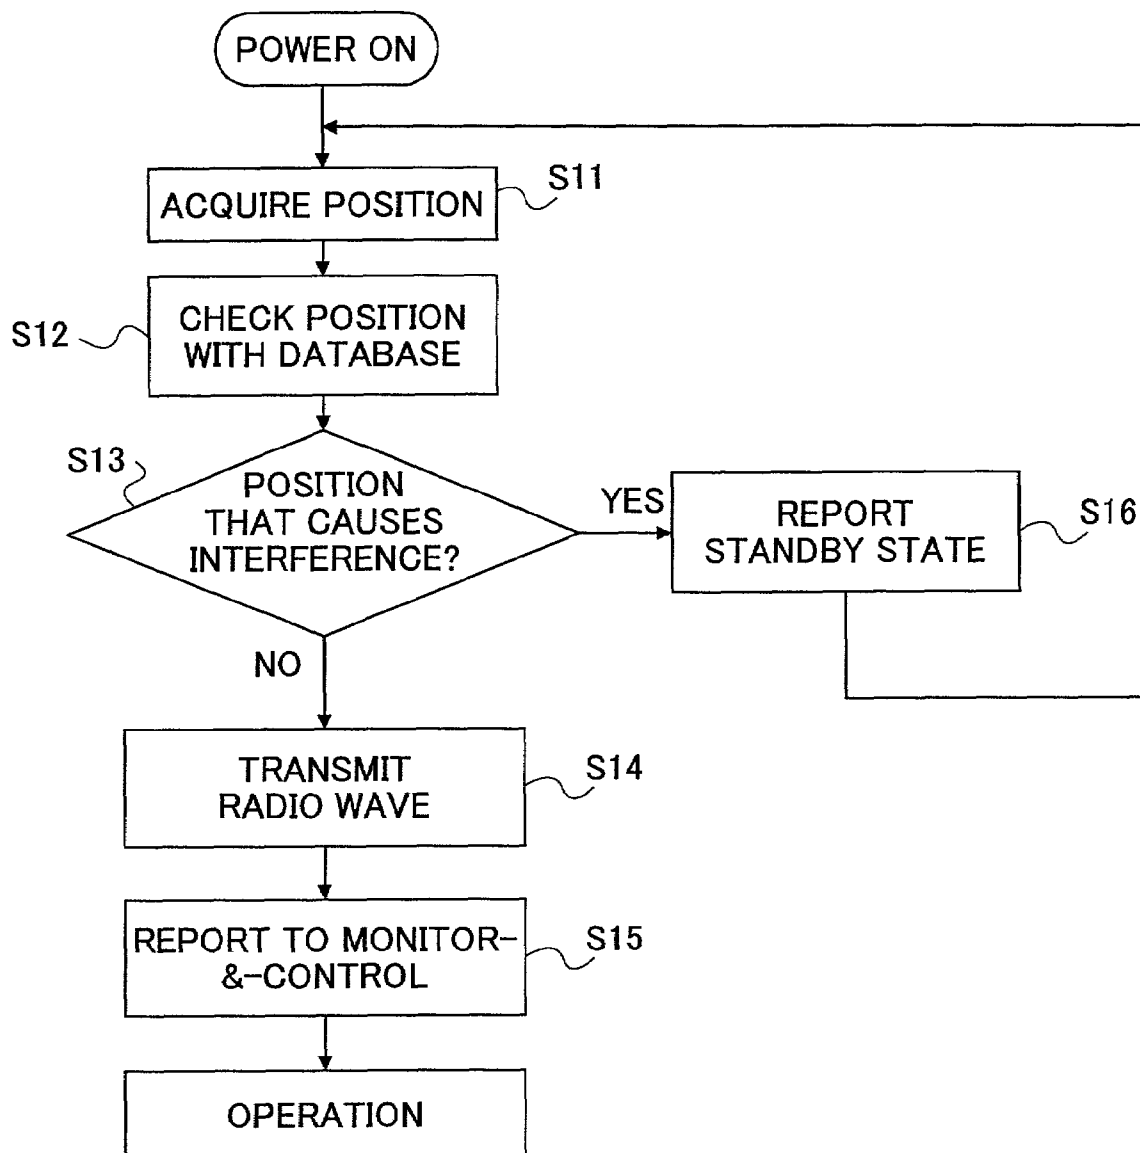 POWER ON
S11
ACQUIRE POSITION
S12
CHECK POSITION
WITH DATABASE
S13
POSITION
THAT CAUSES
INTERFERENCE?
YES
REPORT
STANDBY STATE
S16
NO
TRANSMIT
RADIO WAVE
S14
REPORT TO MONITOR-
&-CONTROL
S15
OPERATION